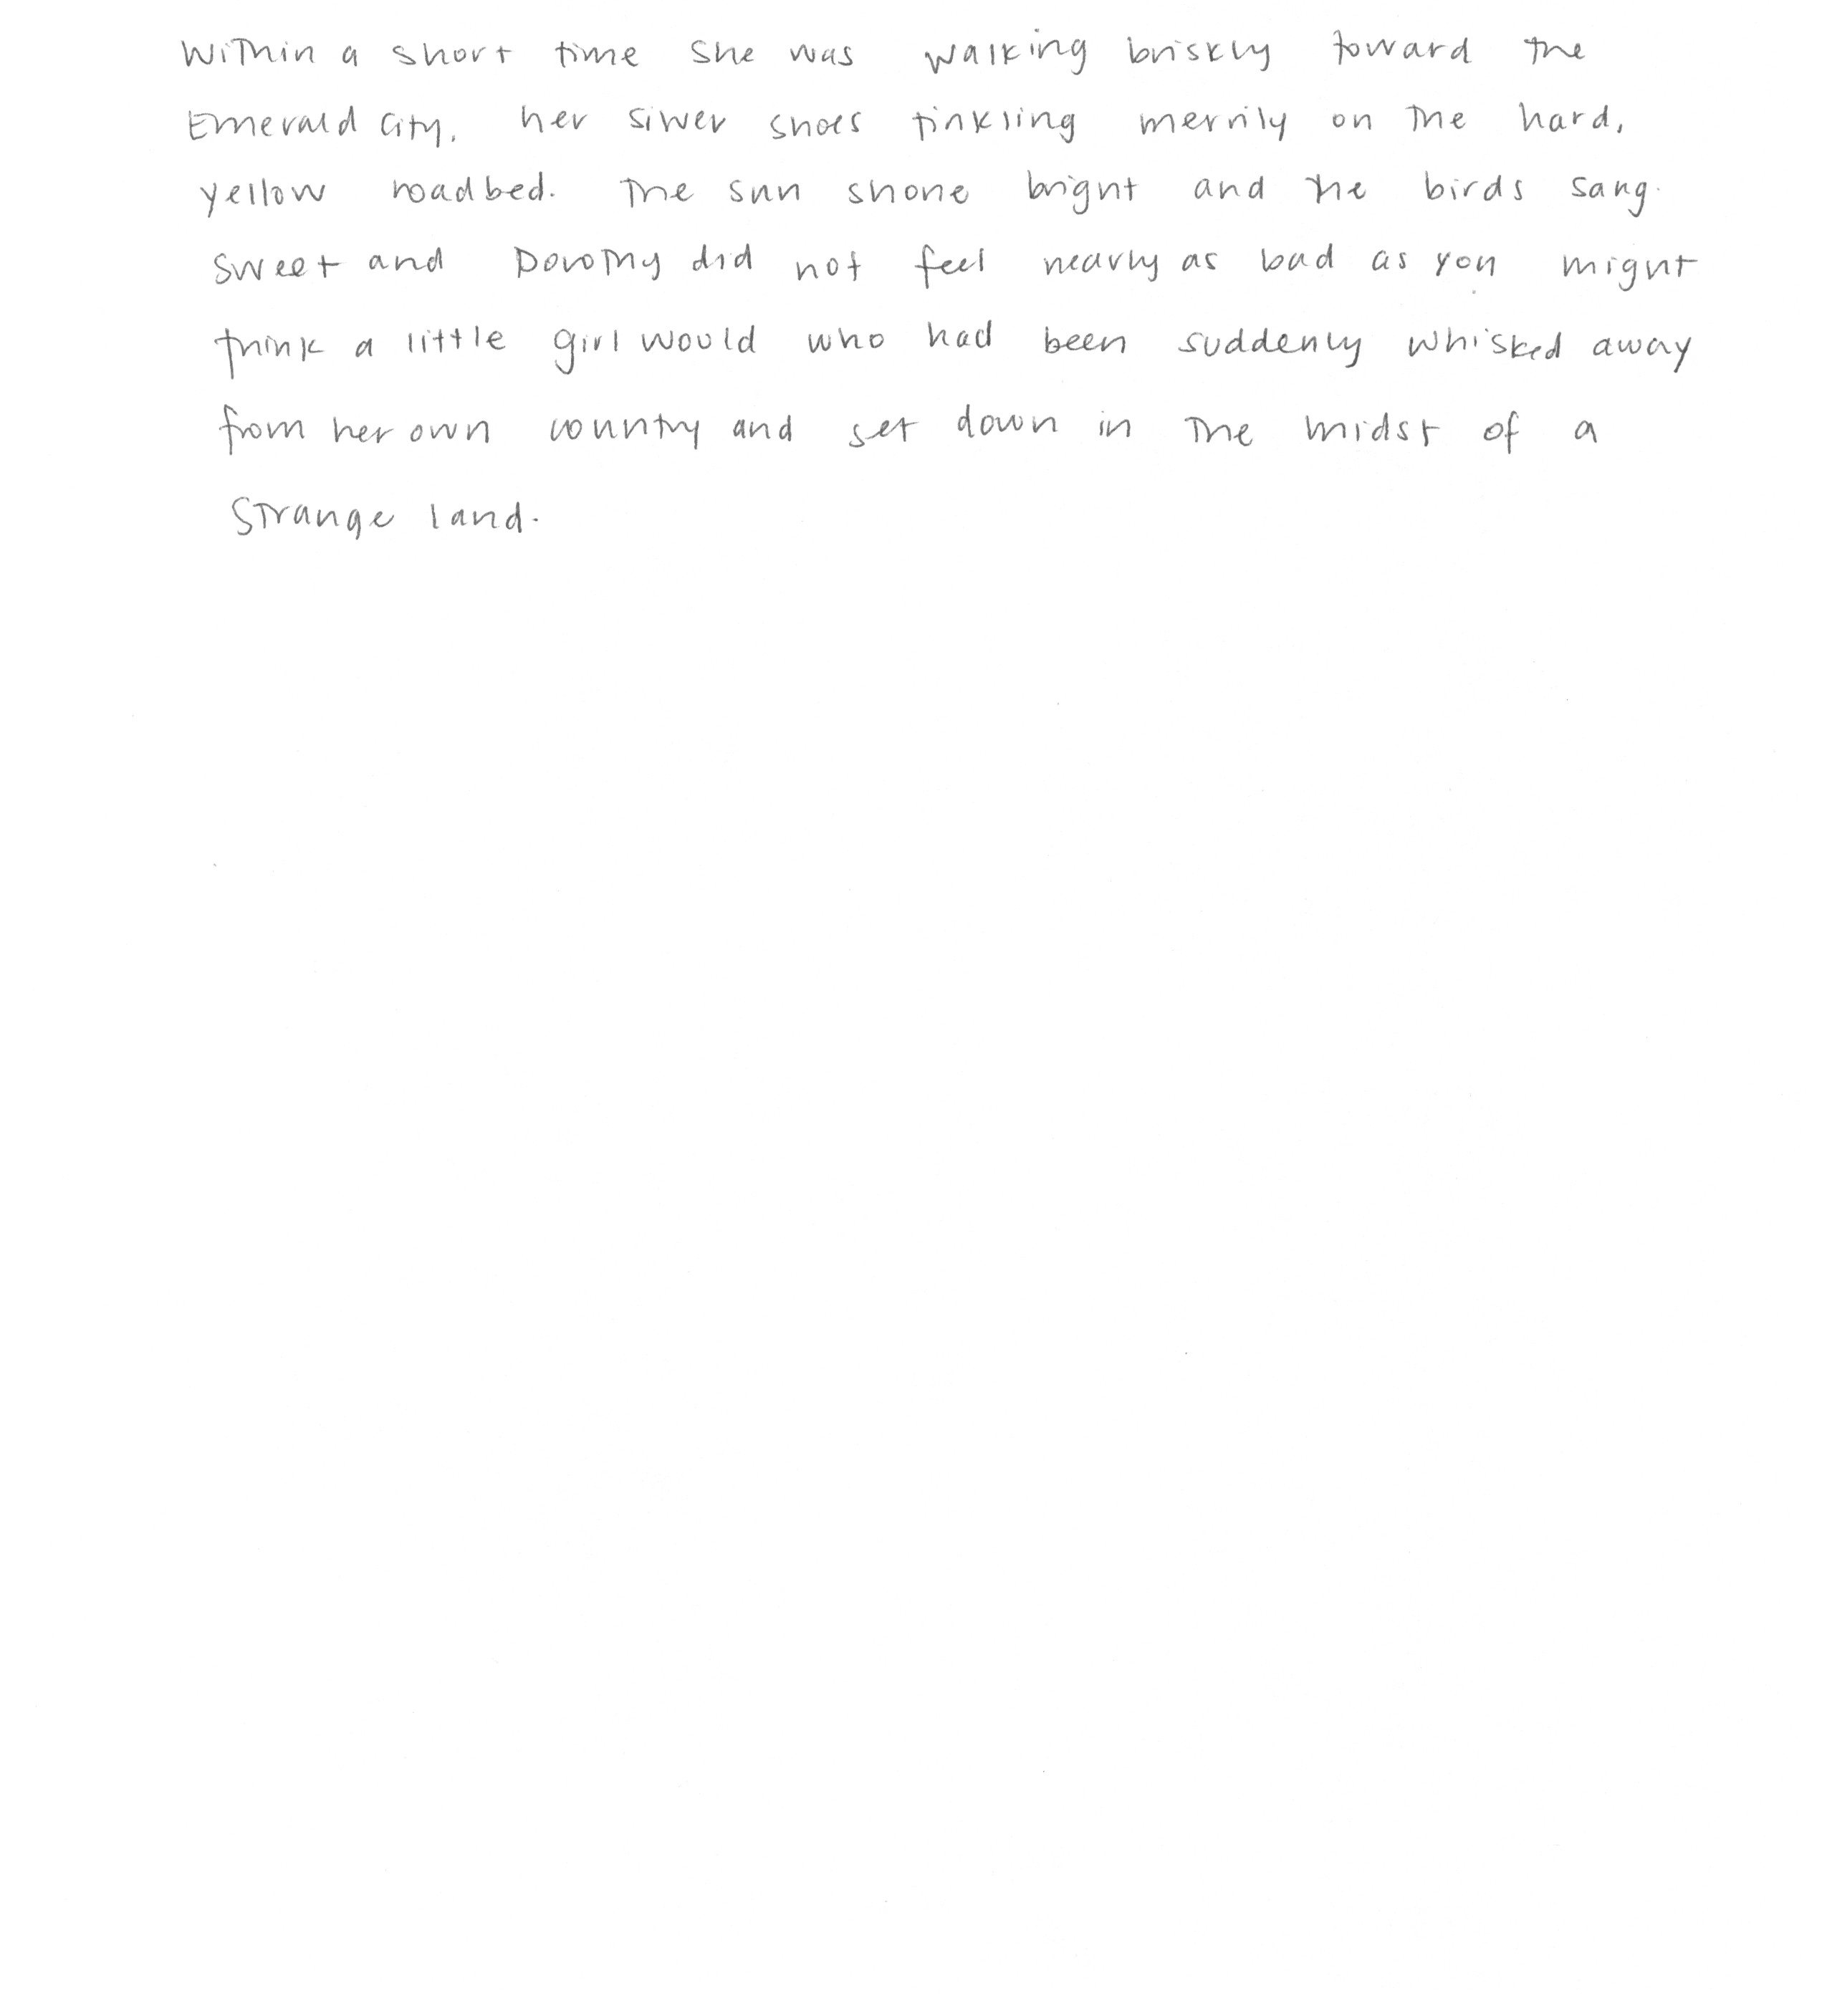 Within a short time she was walking briskly toward the
Emerald City, her silver shoes tinkling merrily on the hard,
yellow roadbed. The sun shone bright and the birds sang
sweet and Dorothy did not feel nearly as bad as you might
think a little girl would who had been suddenly whisked away
from her own country and set down in the midst of a
strange land.